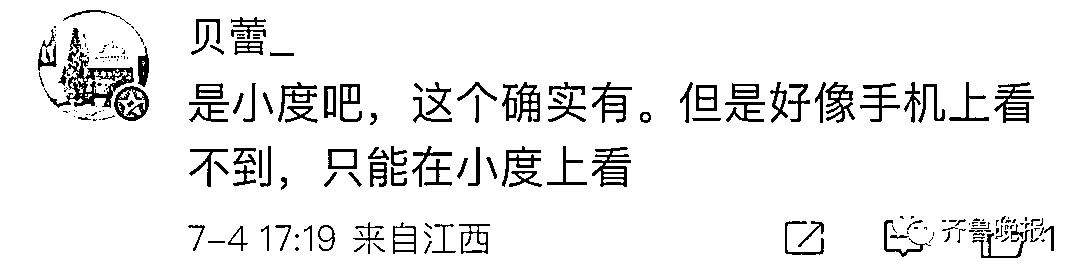 贝蕾_
是小度吧，这个确实有。但是好像手机上看
不到，只能在小度上看
7-4 17:19 来自江西
齐鲁晚报
1